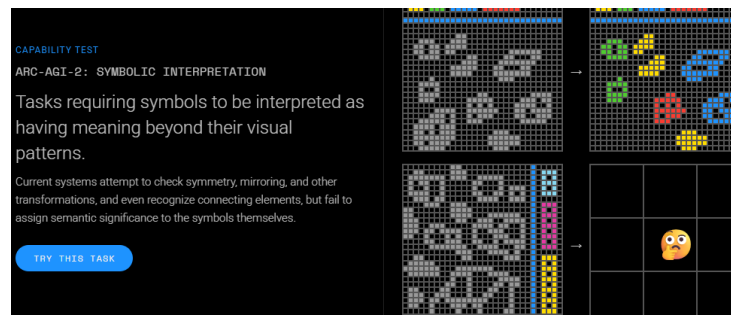 CAPABILITY TEST
ARC-AGI-2: SYMBOLIC INTERPRETATION
Tasks requiring symbols to be interpreted as
having meaning beyond their visual
patterns.
Current systems attempt to check symmetry, mirroring, and other
transformations, and even recognize connecting elements, but fail to
assign semantic significance to the symbols themselves.
TRY THIS TASK